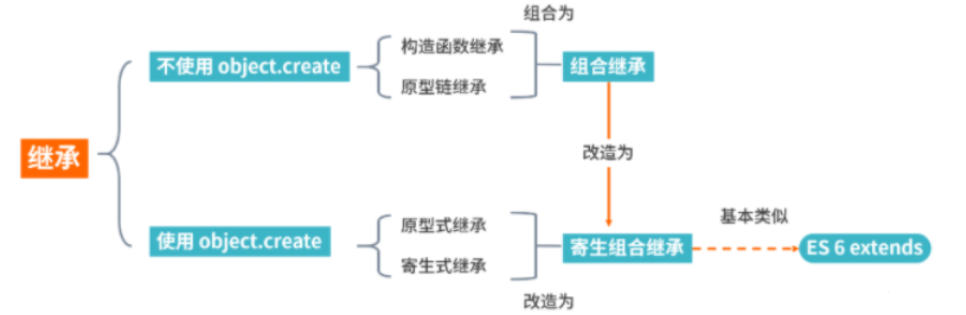 组合为
构造函数继承
不使用 object.create
组合继承
原型链继承
继承
改造为
原型式继承
基本类似
使用 object.create
寄生组合继承
ES 6 extends
寄生式继承
改造为